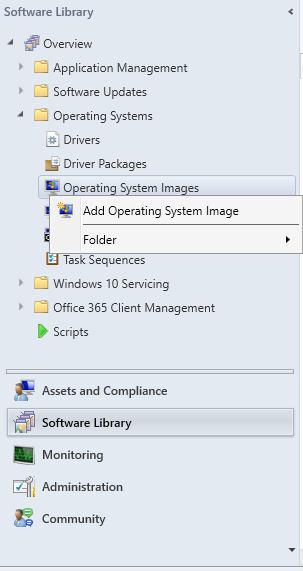 Software Library
Overview
Application Management
Software Updates
Operating Systems
Drivers
Driver Packages
Operating System Images
Add Operating System Image
Folder
Task Sequences
Windows 10 Servicing
Office 365 Client Management
Scripts
Assets and Compliance
Software Library
Monitoring
Administration
Community